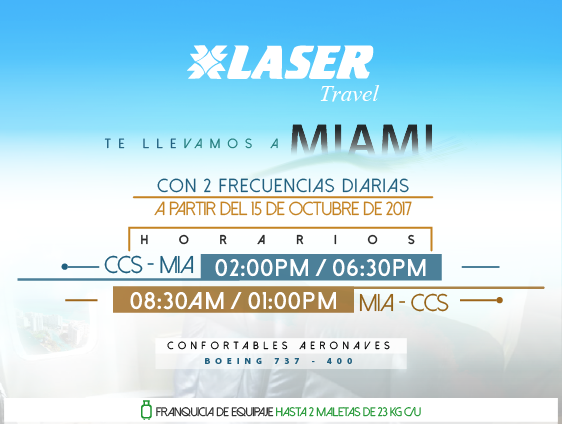 LASER
Travel
TE LLEVAMOS A MIAMI
CON 2 FRECUENCIAS DIARIAS
A PARTIR DEL 15 DE OCTUBRE DE 2017
HORARIOS
CCS - MIA 02:00PM / 06:30PM
08:30AM / 01:00PM MIA - CCS
CONFORTABLES AERONAVES
BOEING 737 - 400
FRANQUICIA DE EQUIPAJE HASTA 2 MALETAS DE 23 KG C/U